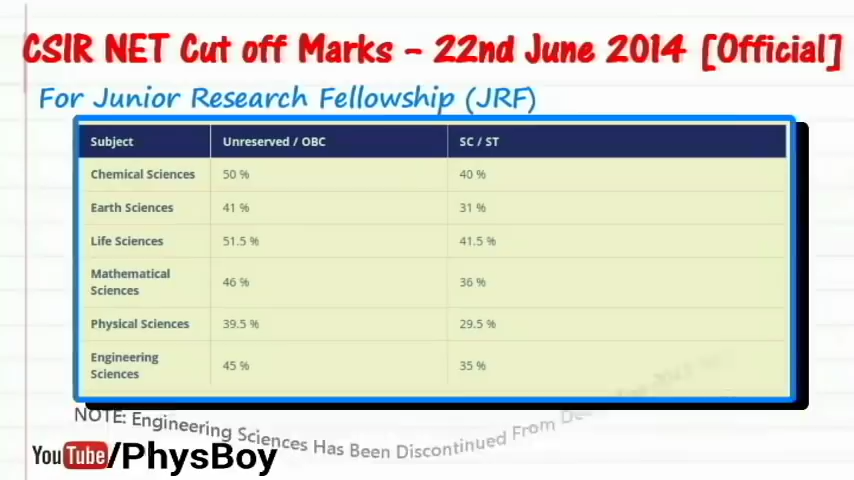 CSIR NET Cut off Marks - 22nd June 2014 [Official]
For Junior Research Fellowship (JRF)
Subject Unreserved / OBC SC / ST
Chemical Sciences 50 % 40 %
Earth Sciences 41 % 31 %
Life Sciences 51.5 % 41.5 %
Mathematical
Sciences 46 % 36 %
Physical Sciences 39.5 % 29.5 %
Engineering
Sciences 45 % 35 %
NOTE: Engineering Sciences Has Been Discontinued From
YouTube/PhysBoy